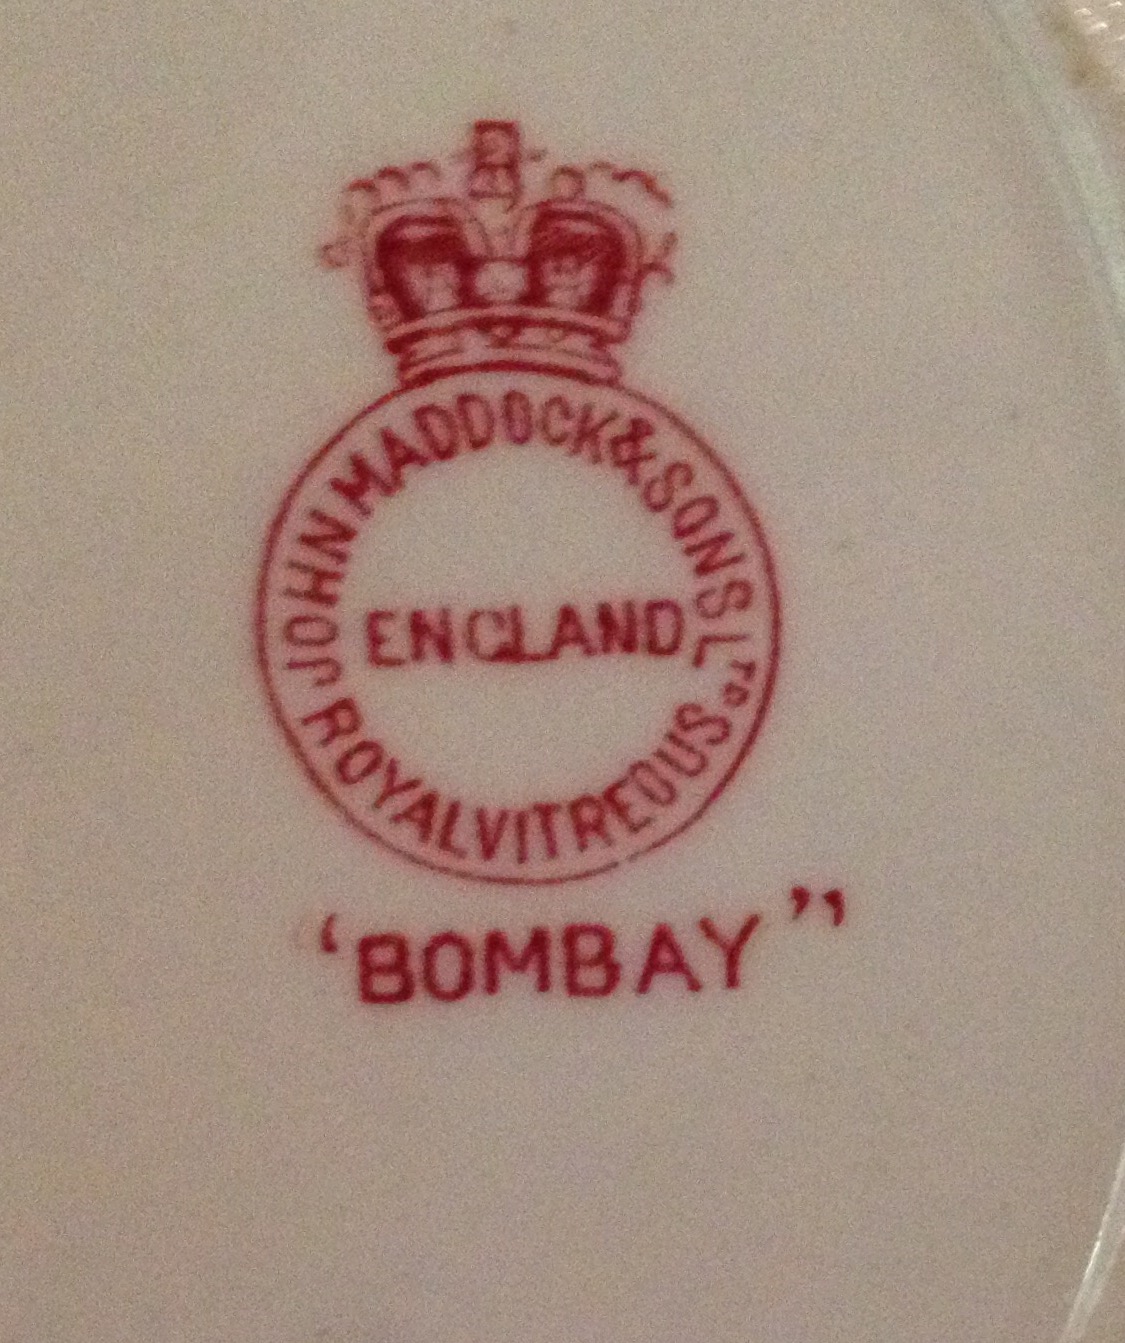 JOHN MADDOCK & SONS LTD
ENGLAND
ROYAL VITREOUS
‘BOMBAY’’